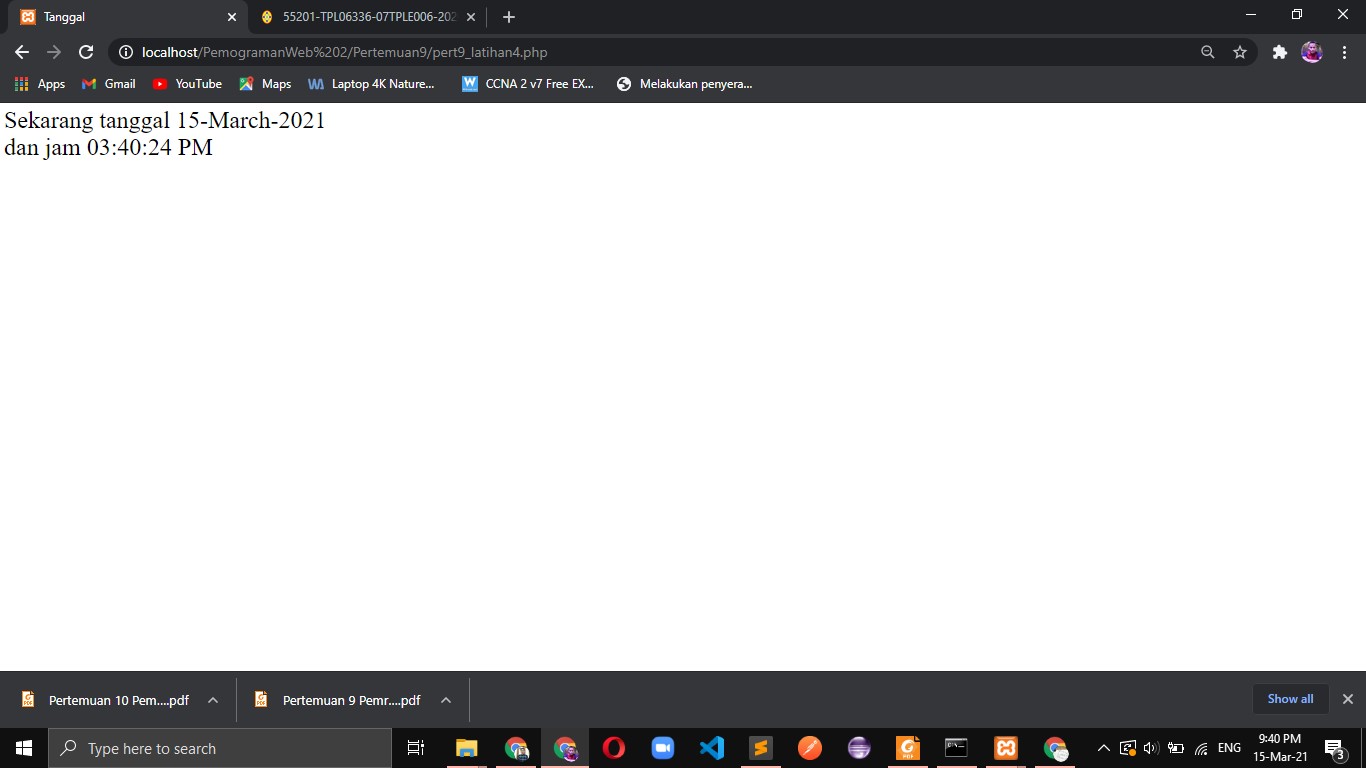 Tanggal
55201-TPL06336-07TPLE006-202
localhost/PemogramanWeb%202/Pertemuan9/pert9_latihan4.php
Apps
Gmail
YouTube
Maps
Laptop 4K Nature...
CCNA 2 v7 Free EX...
Melakukan penyera...
Sekarang tanggal 15-March-2021
dan jam 03:40:24 PM
Pertemuan 10 Pem....pdf
Pertemuan 9 Pemr....pdf
Show all
Type here to search
ENG
9:40 PM
15-Mar-21
3